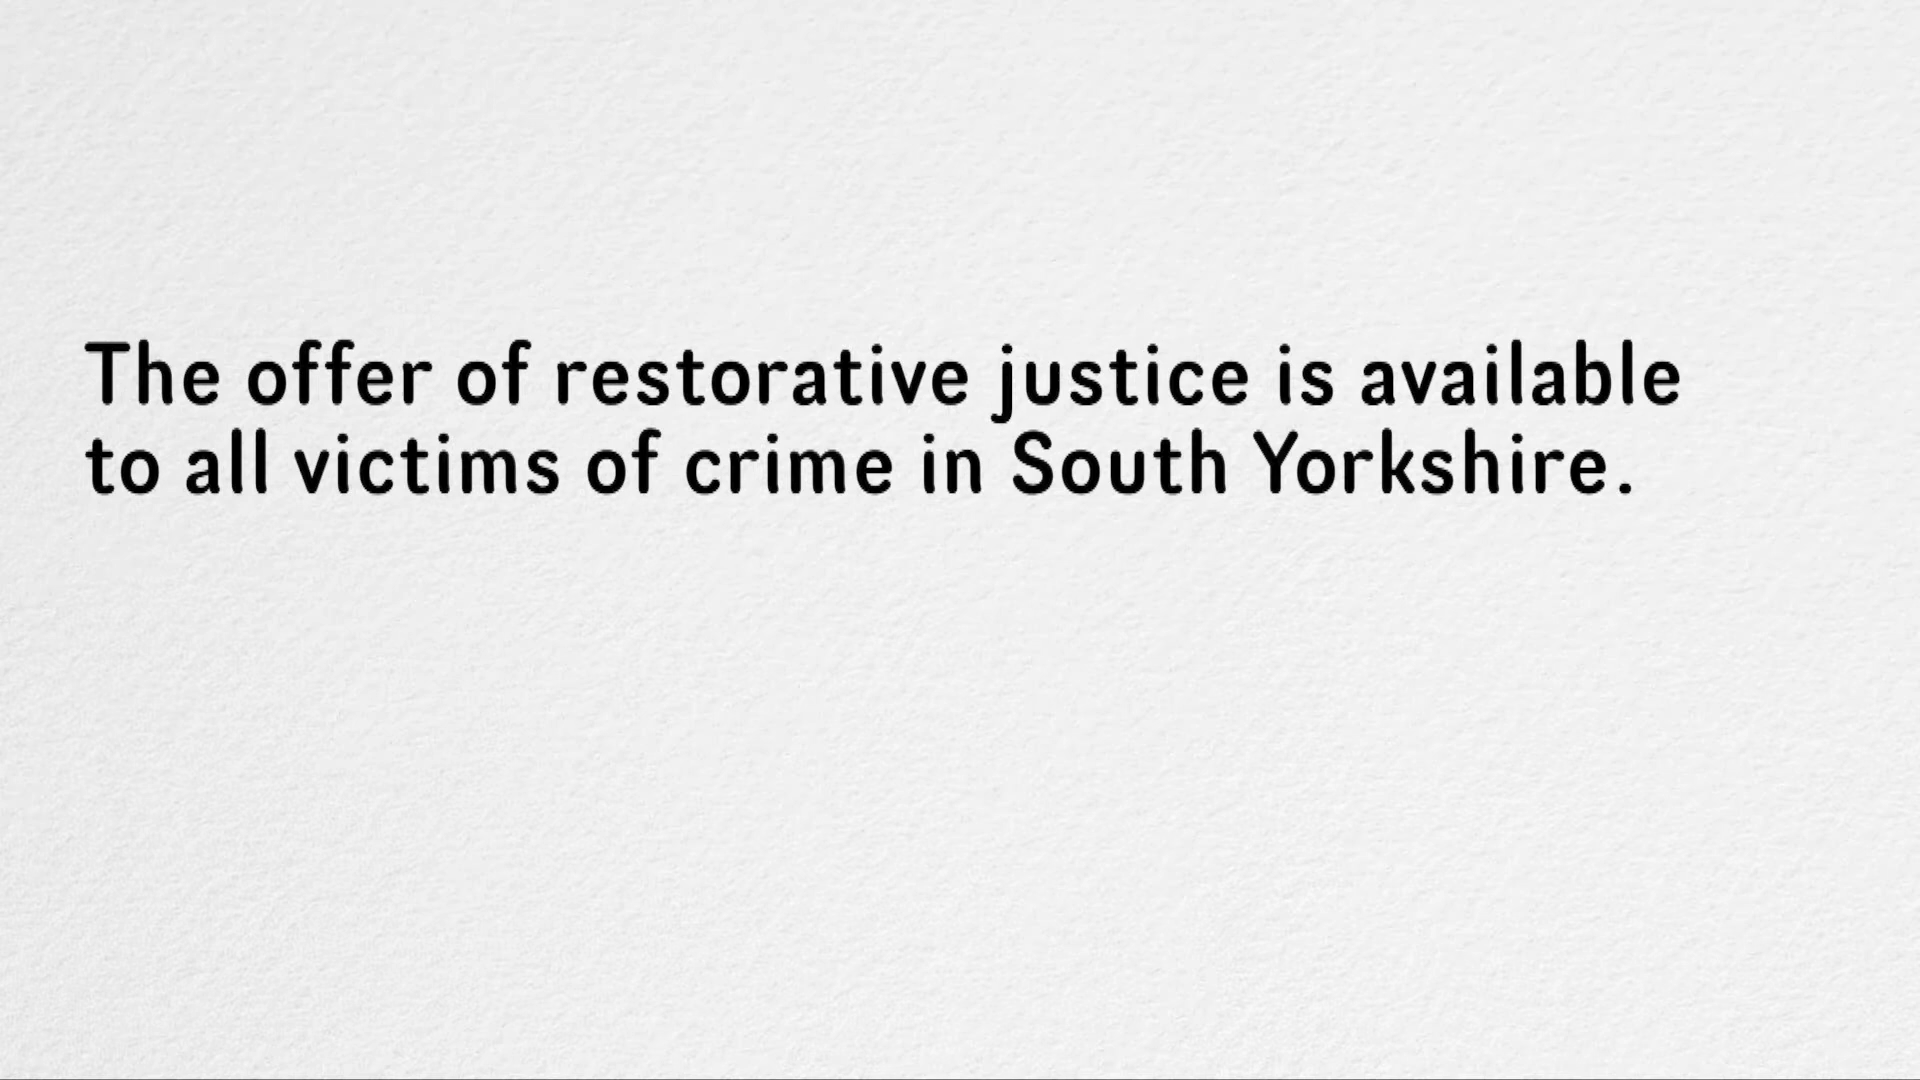 The offer of restorative justice is available
to all victims of crime in South Yorkshire.